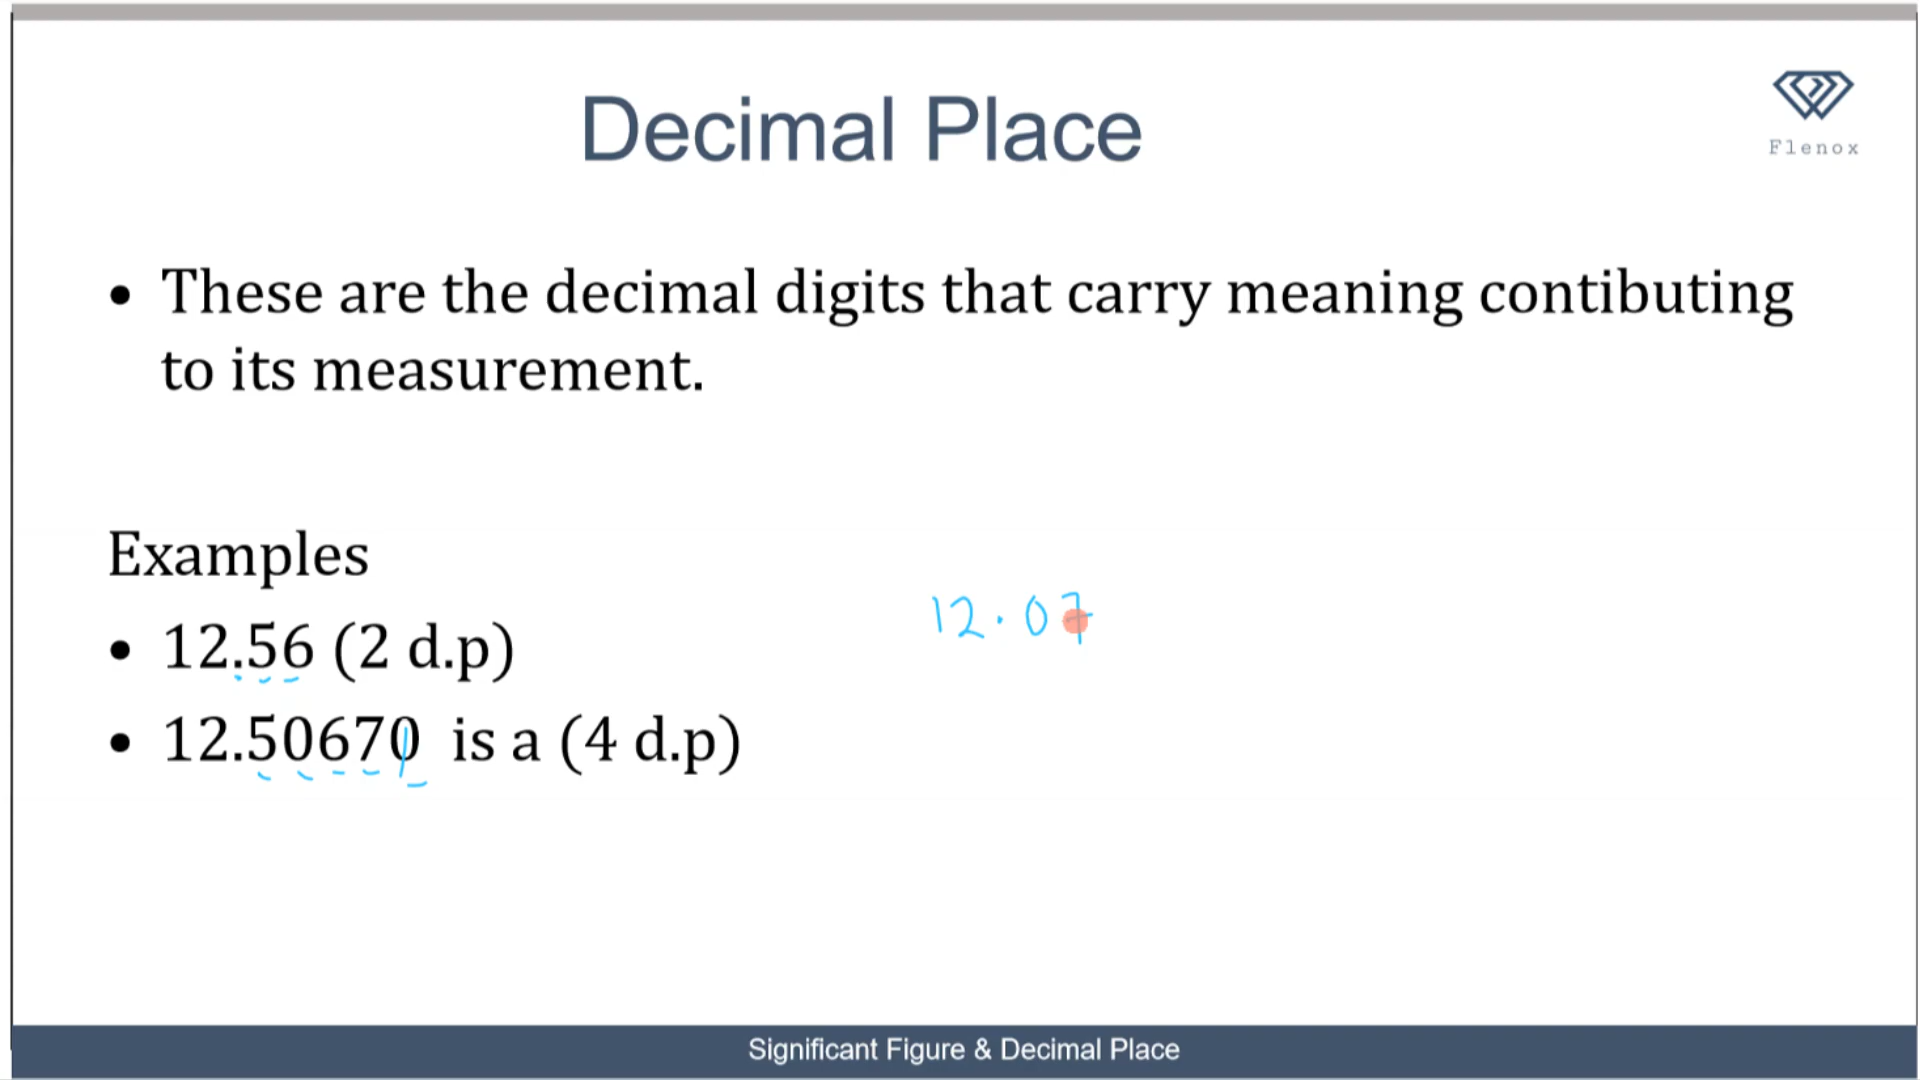 Decimal Place
Flenox
• These are the decimal digits that carry meaning contibuting
to its measurement.
Examples
• 12.56 (2 d.p)
12.07
• 12.50670 is a (4 d.p)
Significant Figure & Decimal Place